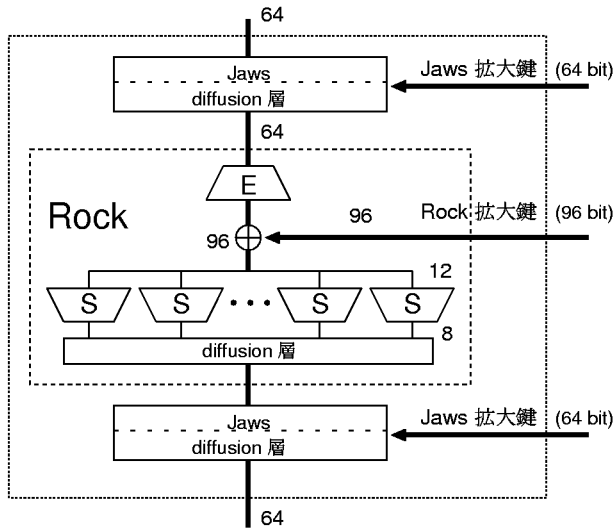 64
Jaws
diffusion 層
Jaws 拡大鍵 (64 bit)
64
E
Rock
96
96
Rock 拡大鍵 (96 bit)
12
S S • • • S S
8
diffusion 層
Jaws
diffusion 層
Jaws 拡大鍵 (64 bit)
64